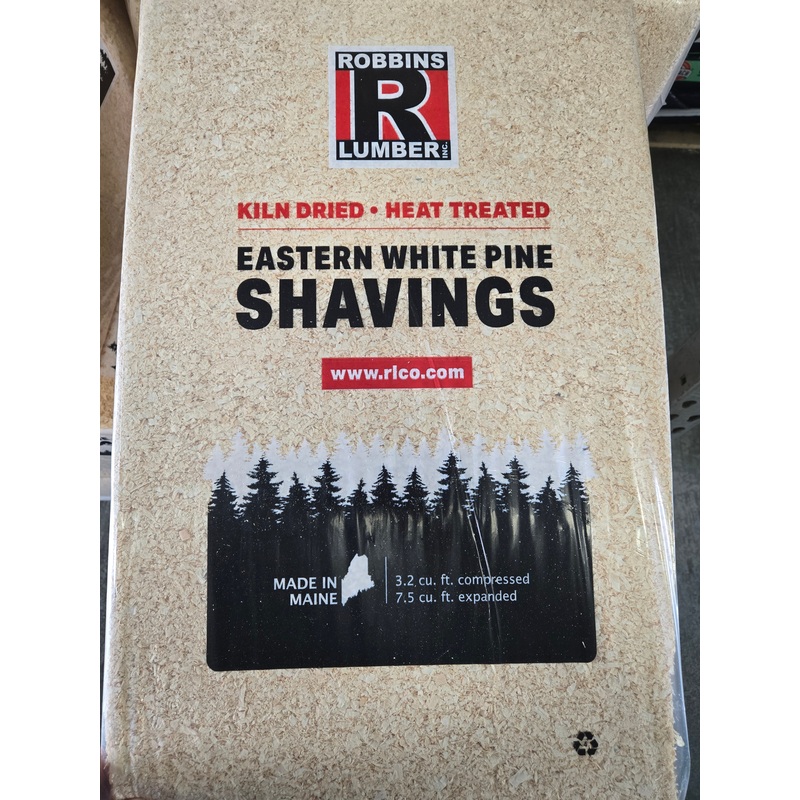 ROBBINS
R
LUMBER INC.
KILN DRIED • HEAT TREATED
EASTERN WHITE PINE
SHAVINGS
www.rlco.com
MADE IN
MAINE
3.2 cu. ft. compressed
7.5 cu. ft. expanded